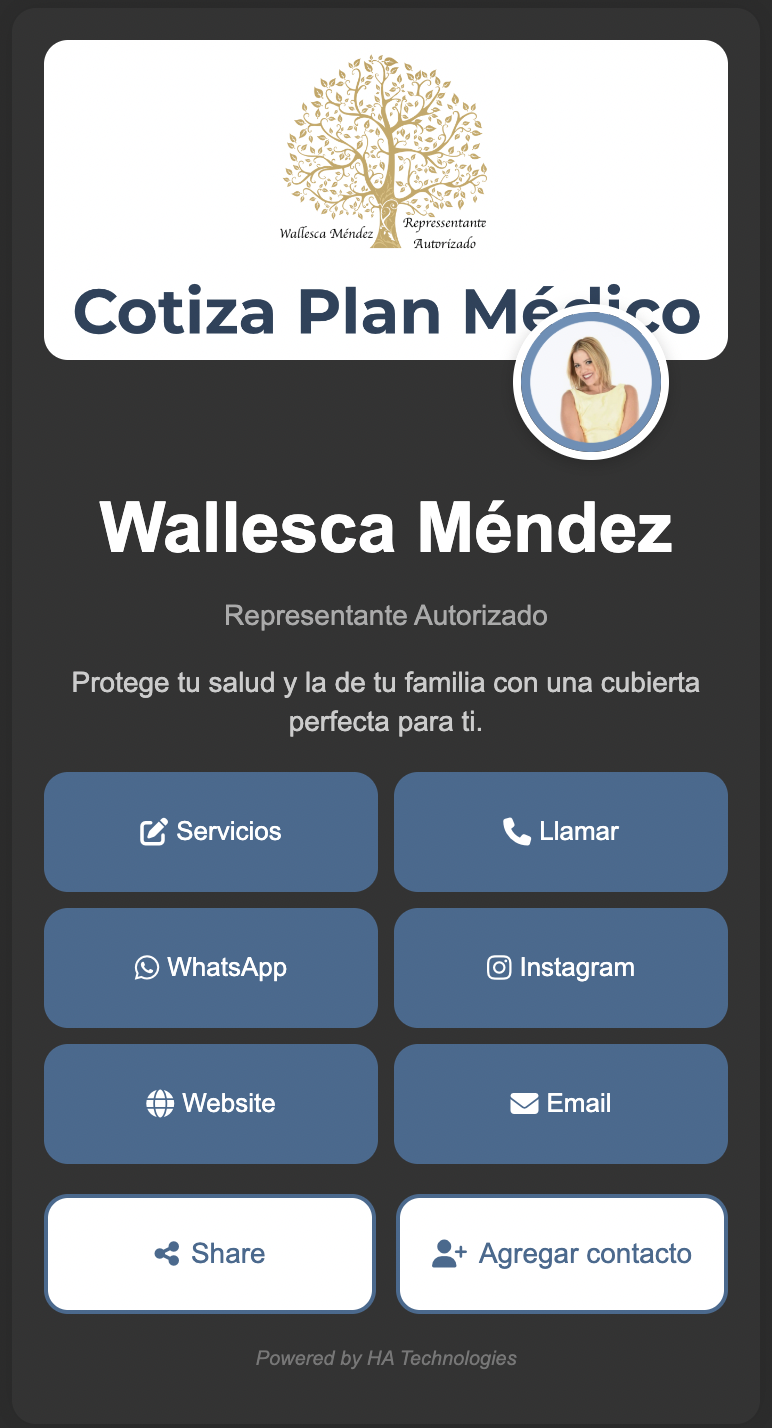 Wallesca Méndez
Repressentante
Autorizado
Cotiza Plan Médico
Wallesca Méndez
Representante Autorizado
Protege tu salud y la de tu familia con una cubierta
perfecta para ti.
Servicios
Llamar
WhatsApp
Instagram
Website
Email
Share
Agregar contacto
Powered by HA Technologies